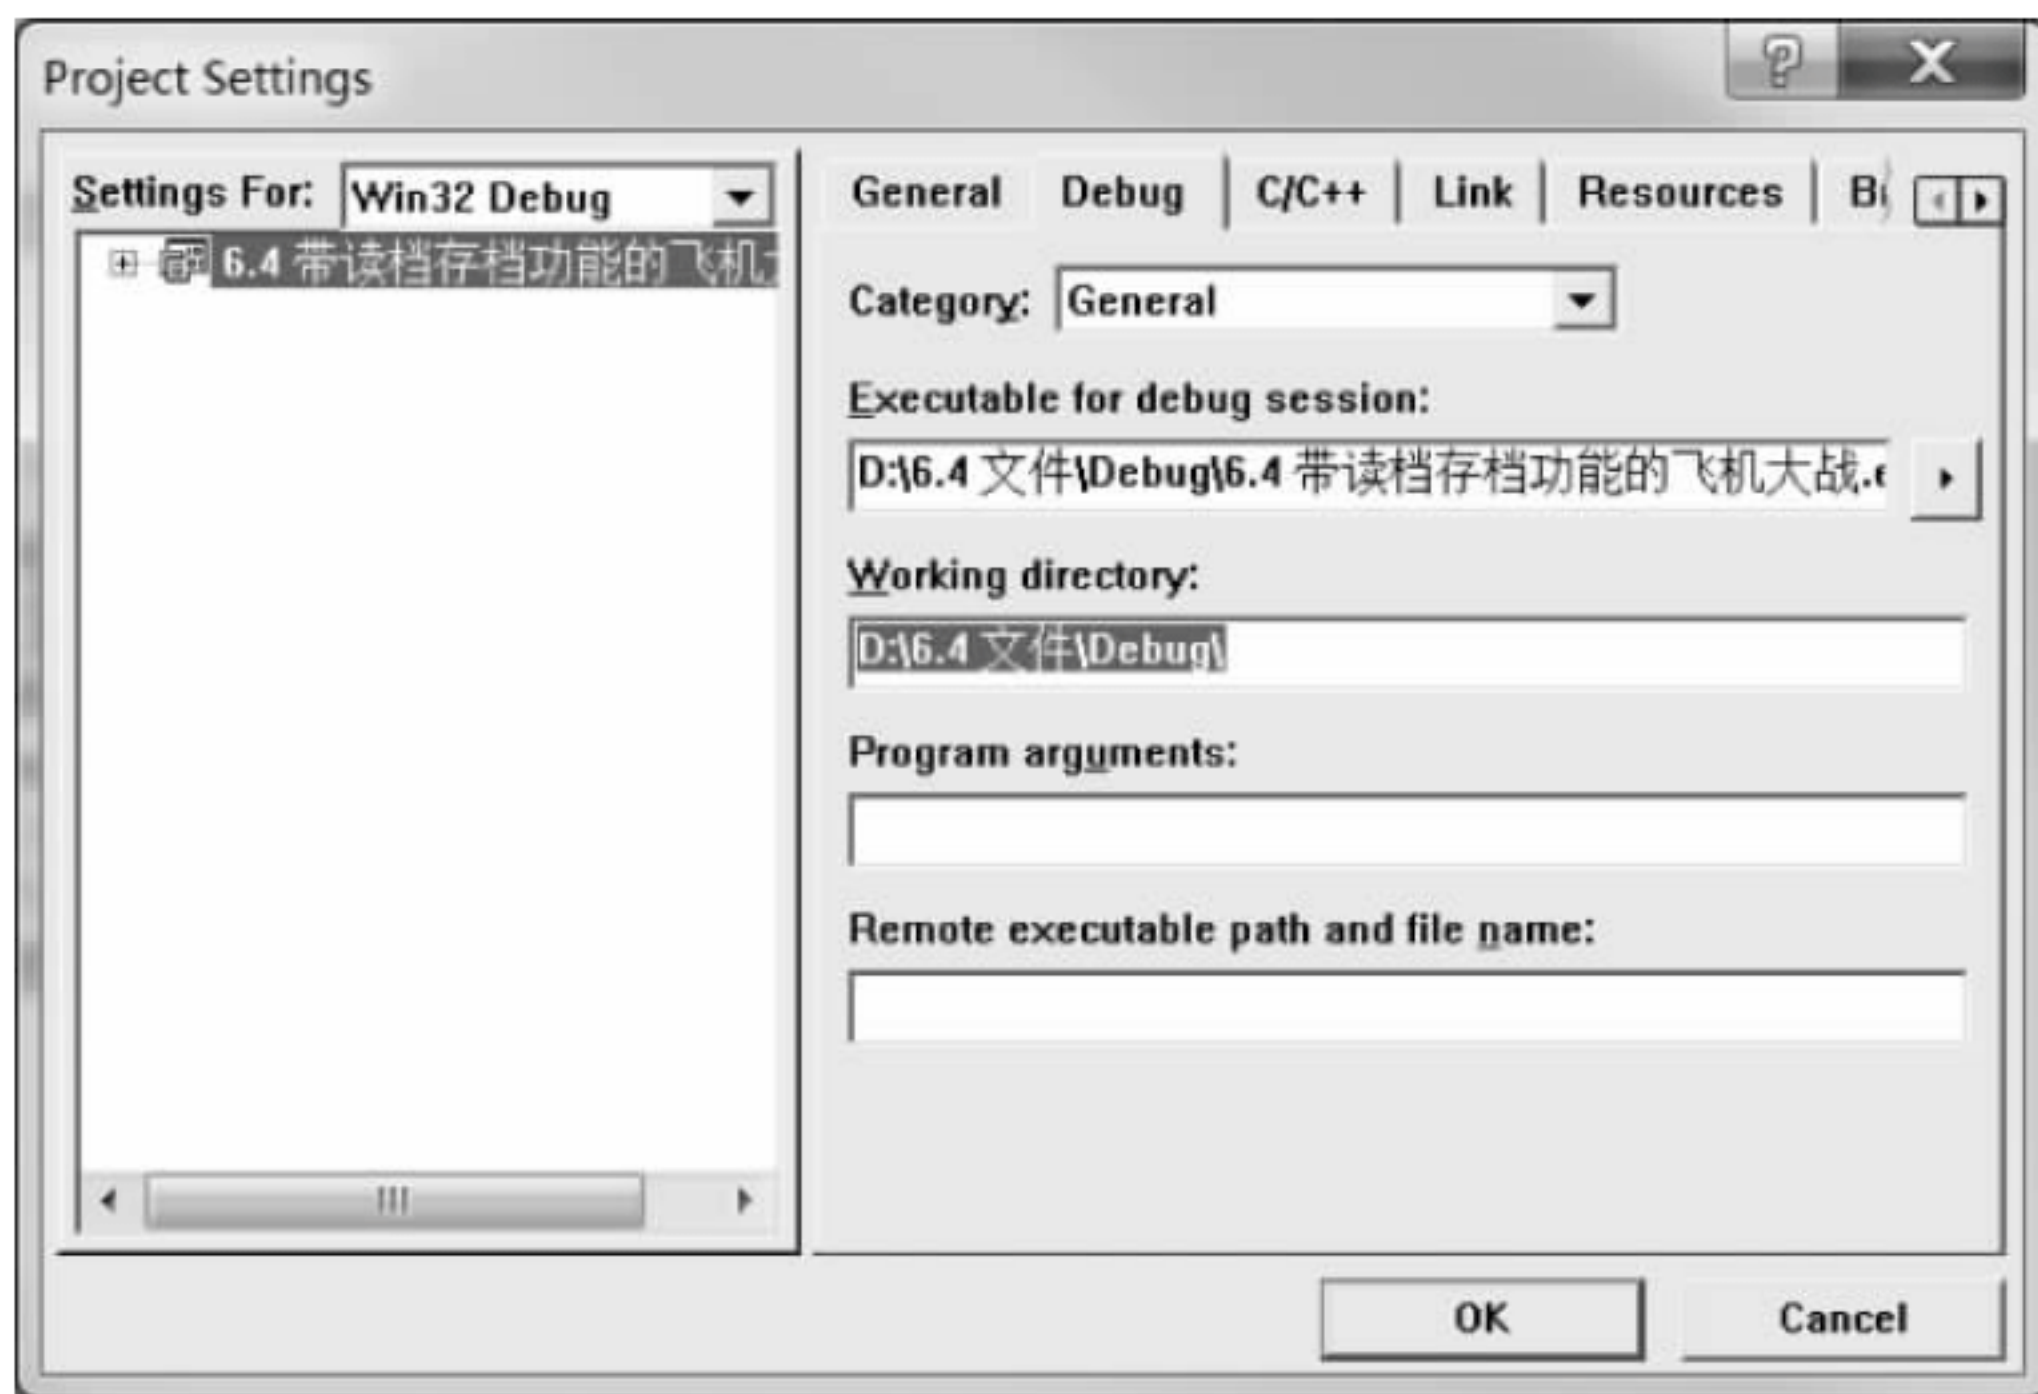 Project Settings
Settings For: Win32 Debug
6.4 带读档存档功能的飞机
General Debug C/C++ Link Resources
Category: General
Executable for debug session:
D:\6.4 文件\Debug\6.4 带读档存档功能的飞机大战.e
Working directory:
D:\6.4 文件\Debug\
Program arguments:
Remote executable path and file name:
OK Cancel